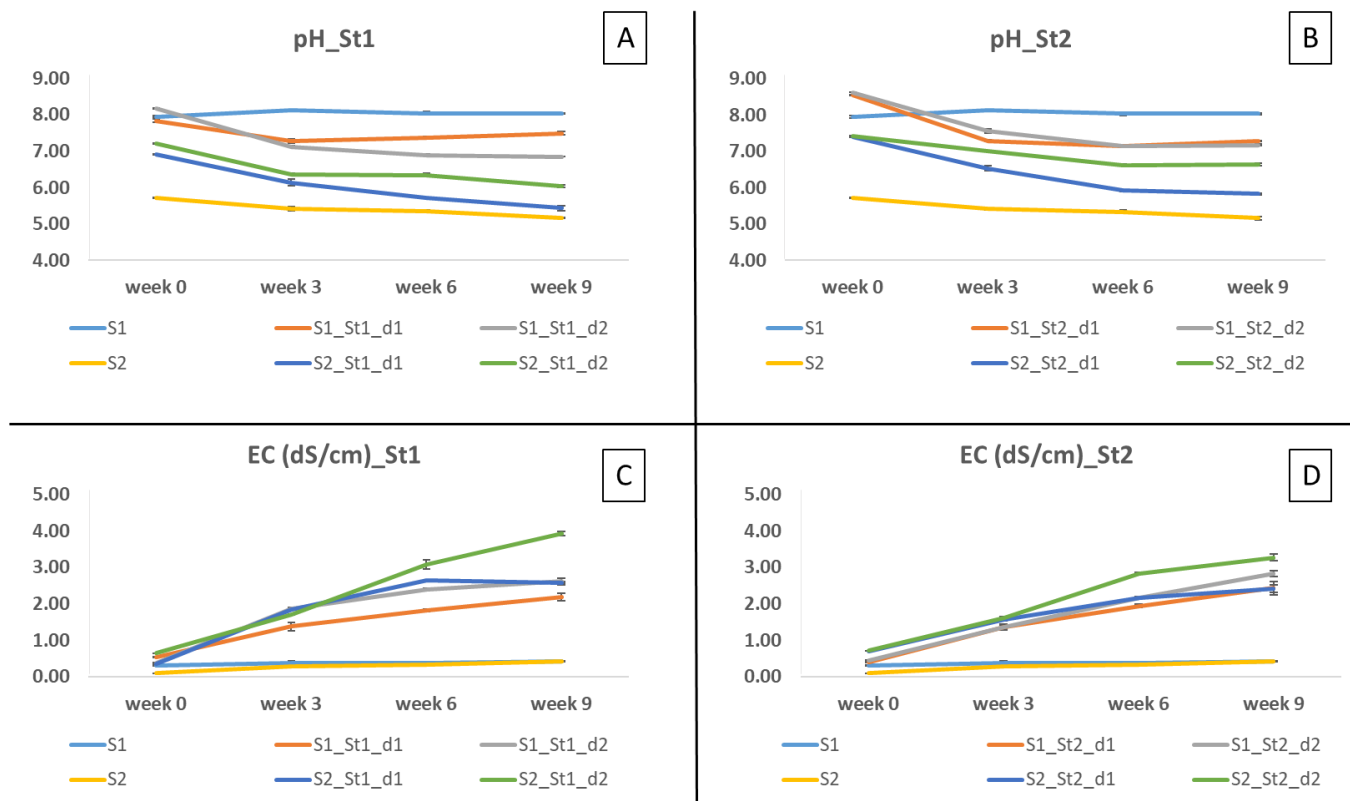 pH_St1
A
9.00
8.00
7.00
6.00
5.00
4.00
week 0 week 3 week 6 week 9
S1 S1_St1_d1 S1_St1_d2
S2 S2_St1_d1 S2_St1_d2
pH_St2
B
9.00
8.00
7.00
6.00
5.00
4.00
week 0 week 3 week 6 week 9
S1 S1_St2_d1 S1_St2_d2
S2 S2_St2_d1 S2_St2_d2
EC (dS/cm)_St1
C
5.00
4.00
3.00
2.00
1.00
0.00
week 0 week 3 week 6 week 9
S1 S1_St1_d1 S1_St1_d2
S2 S2_St1_d1 S2_St1_d2
EC (dS/cm)_St2
D
5.00
4.00
3.00
2.00
1.00
0.00
week 0 week 3 week 6 week 9
S1 S1_St2_d1 S1_St2_d2
S2 S2_St2_d1 S2_St2_d2